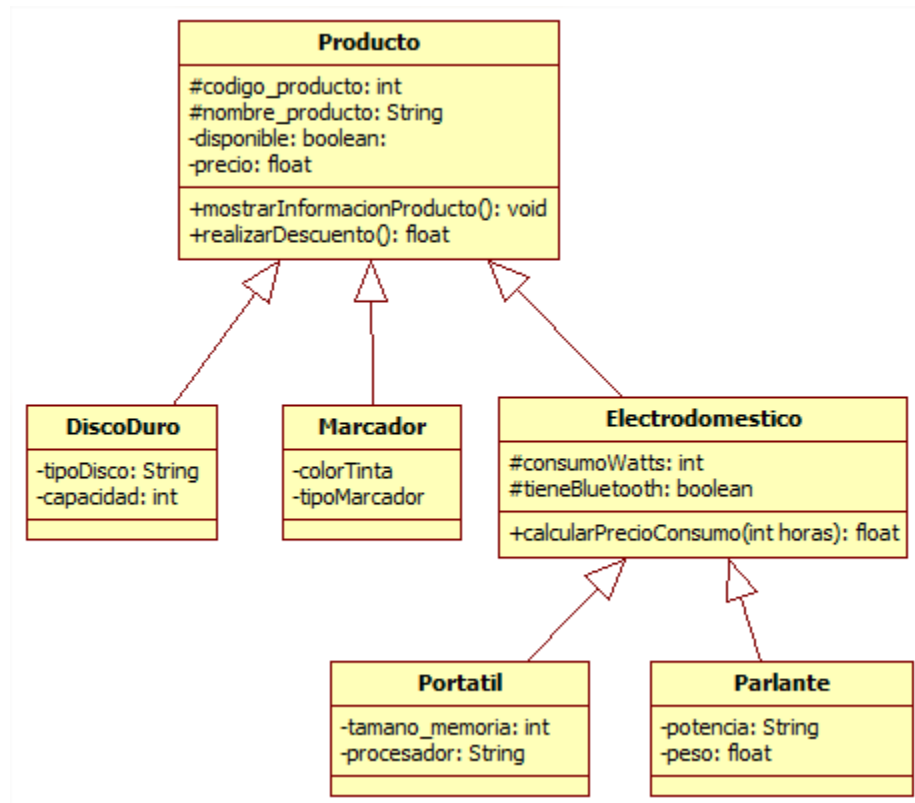 Producto
#codigo_producto: int
#nombre_producto: String
-disponible: boolean:
-precio: float
+mostrarInformacionProducto(): void
+realizarDescuento(): float
DiscoDuro
-tipoDisco: String
-capacidad: int
Marcador
-colorTinta
-tipoMarcador
Electrodomestico
#consumoWatts: int
#tieneBluetooth: boolean
+calcularPrecioConsumo(int horas): float
Portatil
-tamano_memoria: int
-procesador: String
Parlante
-potencia: String
-peso: float